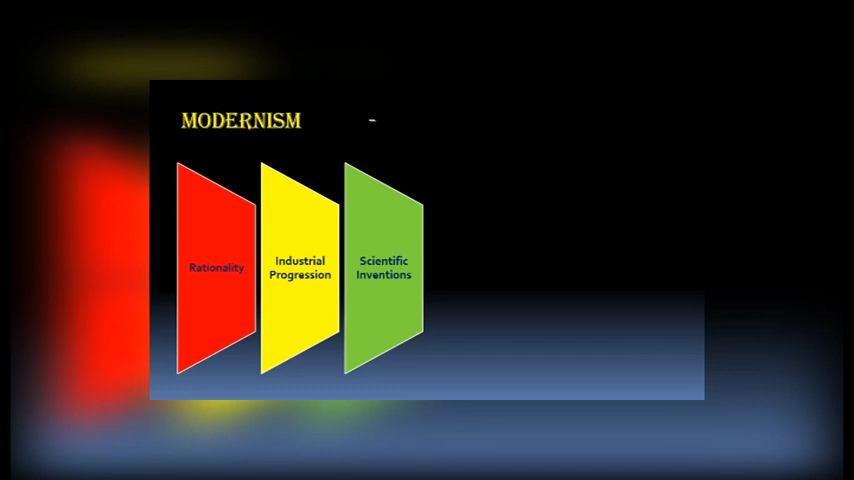 MODERNISM -
Rationality
Industrial
Progression
Scientific
Inventions